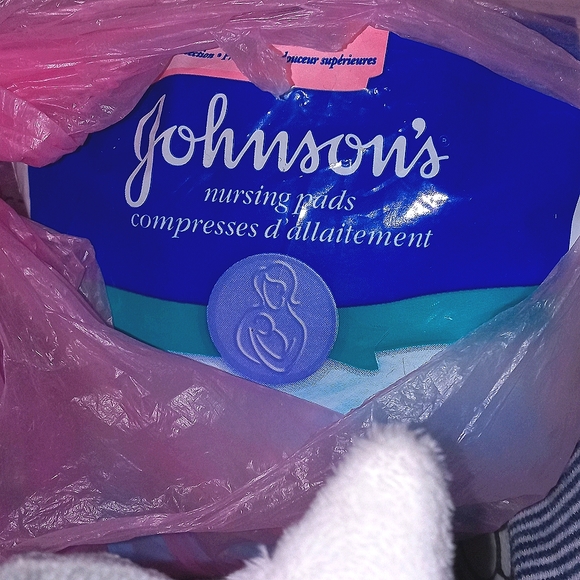 douceur supérieures
Johnson's
nursing pads
compresses d'allaitement